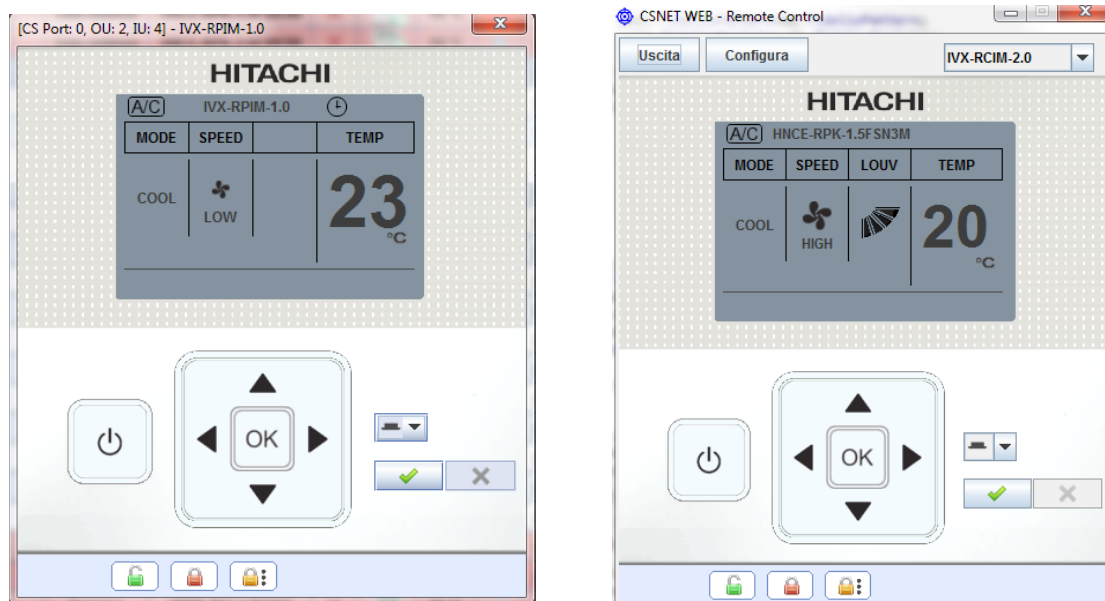 [CS Port: 0, OU: 2, IU: 4] - IVX-RPIM-1.0
HITACHI
A/C IVX-RPIM-1.0
MODE SPEED TEMP
COOL LOW 23 °C
OK
CSNET WEB - Remote Control
Uscita Configura IVX-RCIM-2.0
HITACHI
A/C HNCE-RPK-1.5FSN3M
MODE SPEED LOUV TEMP
COOL HIGH 20 °C
OK